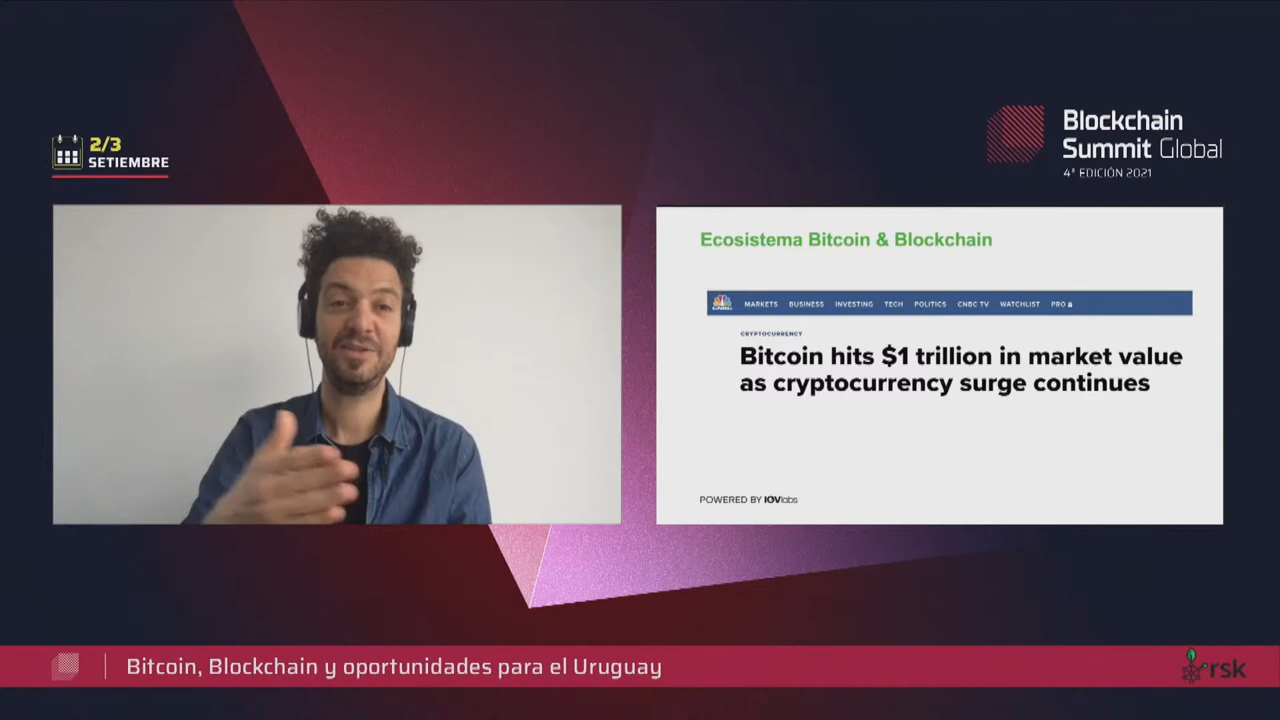 2/3
SETIEMBRE
Blockchain
Summit Global
4ª EDICIÓN 2021
Ecosistema Bitcoin & Blockchain
CNBC MARKETS BUSINESS INVESTING TECH POLITICS CNBC TV WATCHLIST PRO
CRYPTOCURRENCY
Bitcoin hits $1 trillion in market value
as cryptocurrency surge continues
POWERED BY IOVlabs
Bitcoin, Blockchain y oportunidades para el Uruguay
rsk